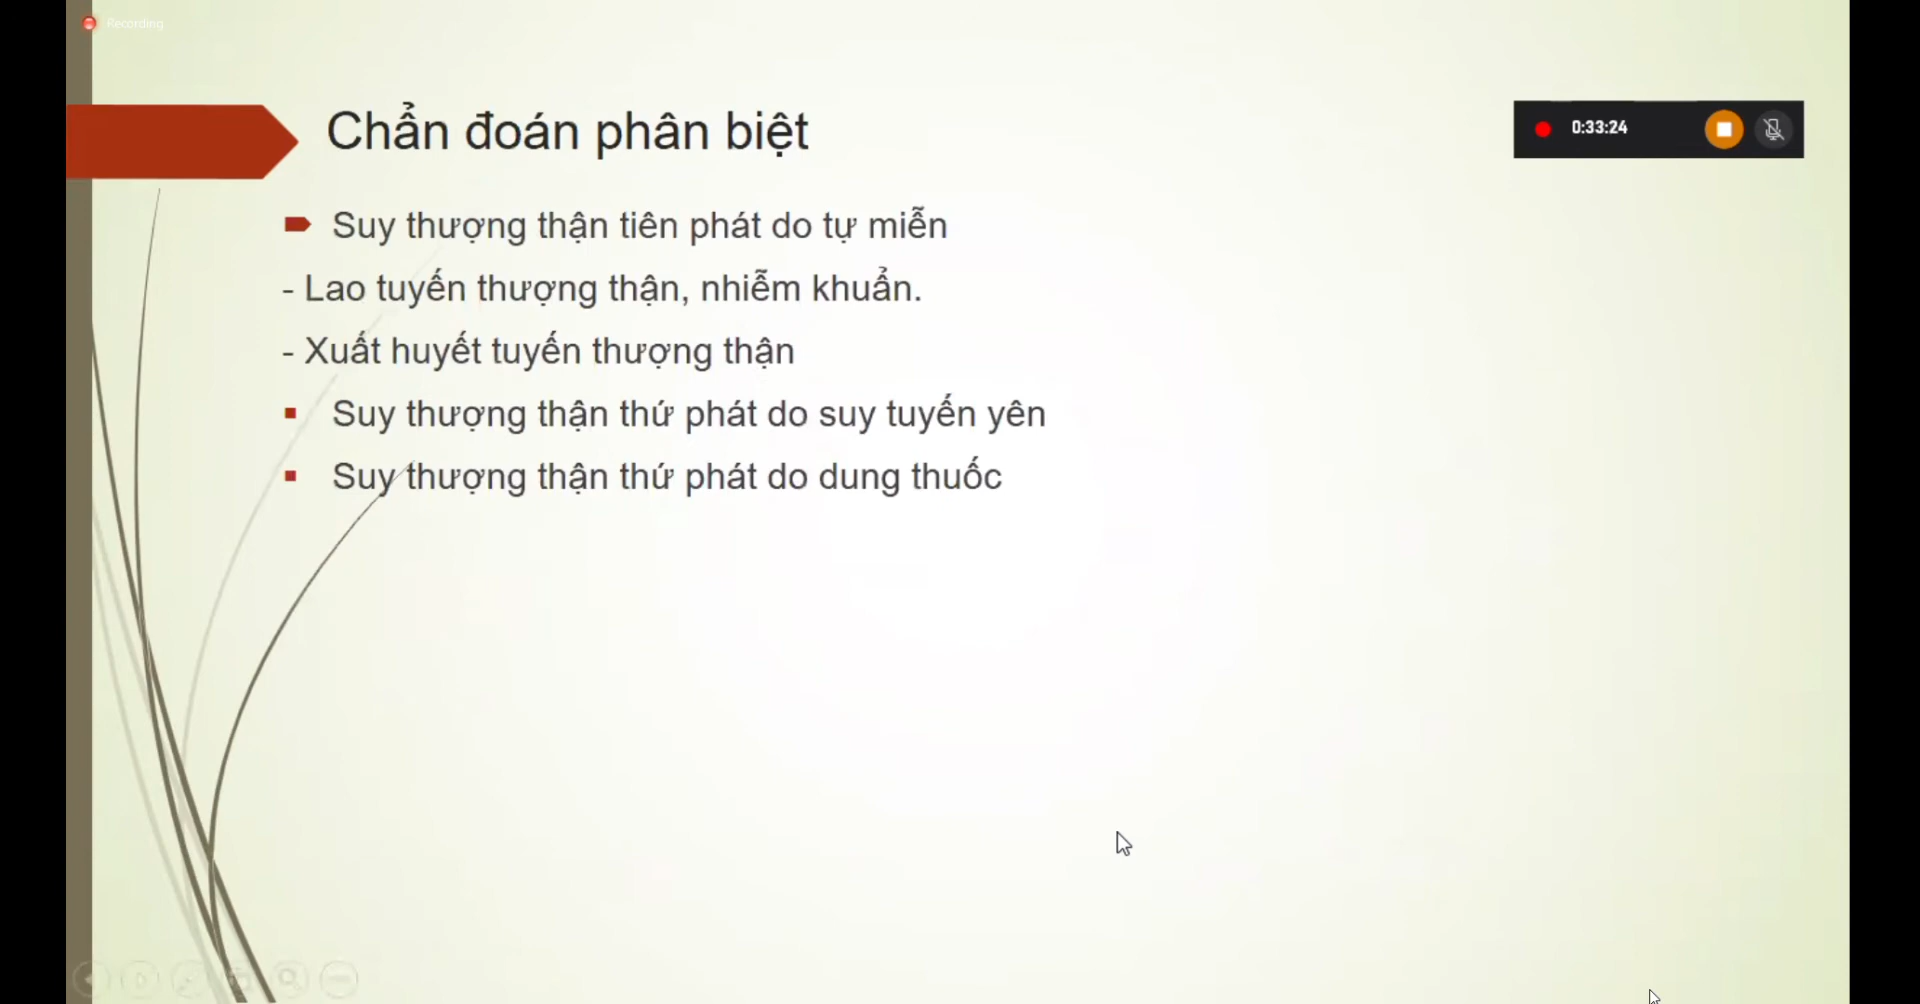 Recording
Chẩn đoán phân biệt
0:33:24
Suy thượng thận tiên phát do tự miễn
- Lao tuyến thượng thận, nhiễm khuẩn.
- Xuất huyết tuyến thượng thận
Suy thượng thận thứ phát do suy tuyến yên
Suy thượng thận thứ phát do dung thuốc